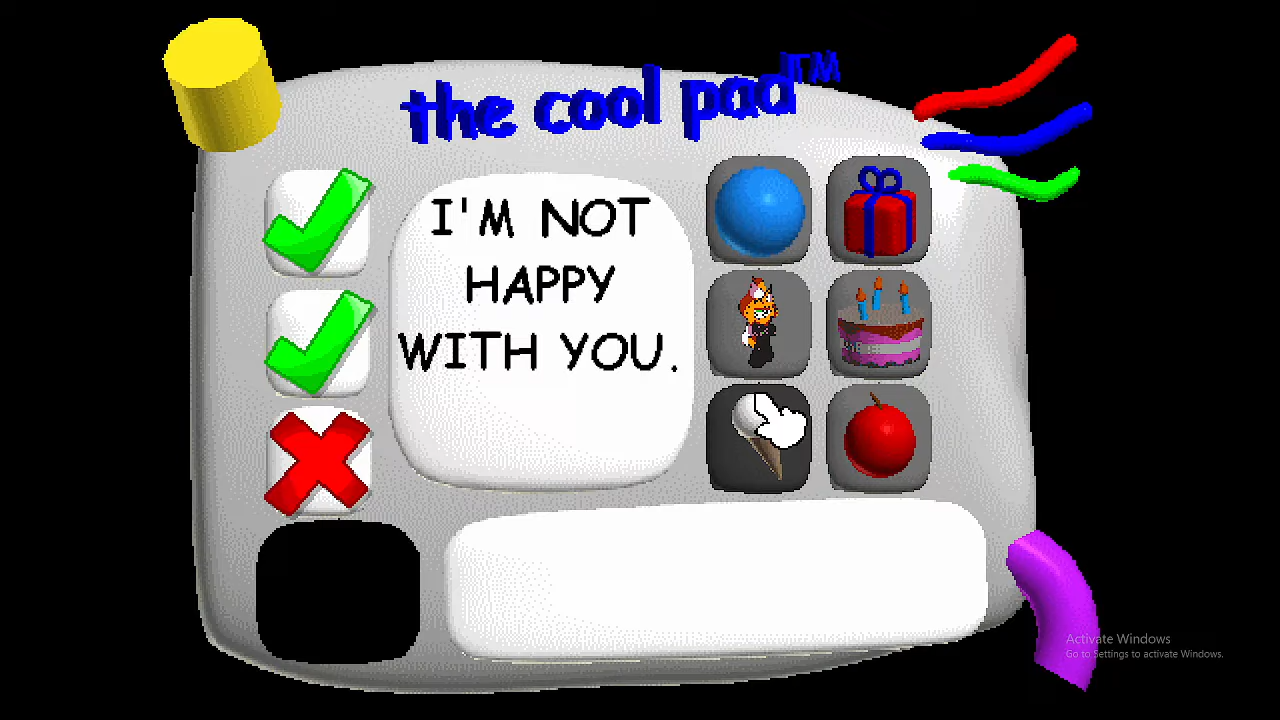 the cool pad™
I'M NOT
HAPPY
WITH YOU.
Activate Windows
Go to Settings to activate Windows.